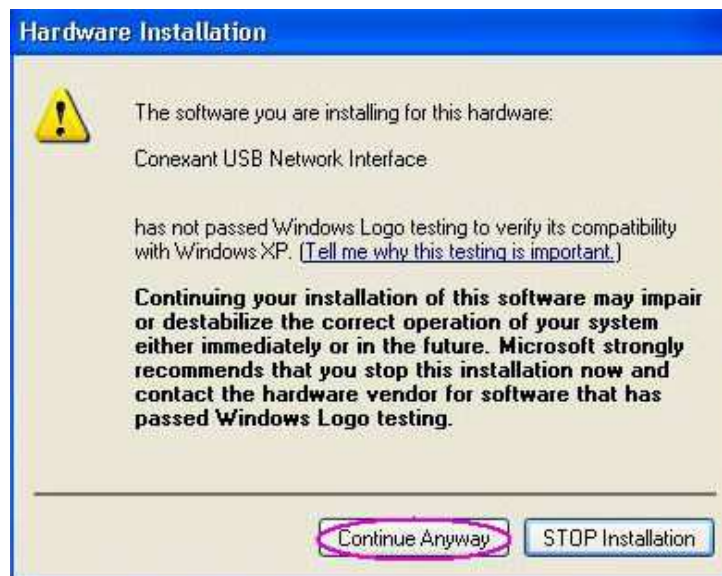 Hardware Installation
The software you are installing for this hardware:
Conexant USB Network Interface
has not passed Windows Logo testing to verify its compatibility
with Windows XP. (Tell me why this testing is important.)
Continuing your installation of this software may impair
or destabilize the correct operation of your system
either immediately or in the future. Microsoft strongly
recommends that you stop this installation now and
contact the hardware vendor for software that has
passed Windows Logo testing.
Continue Anyway
STOP Installation